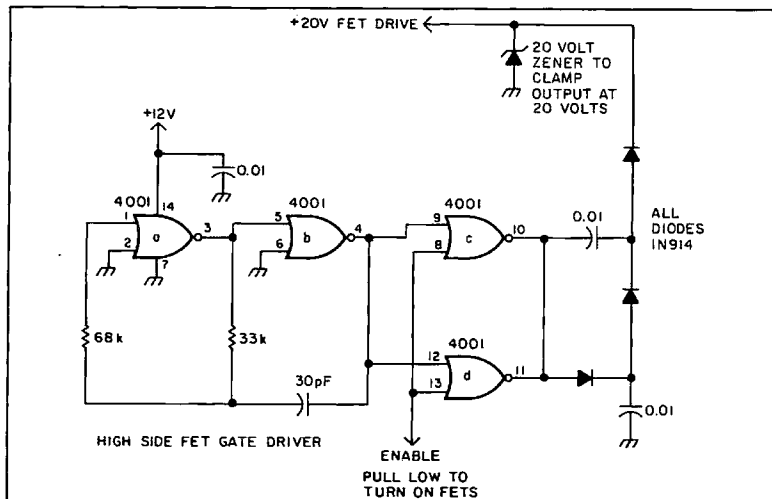 +20V FET DRIVE
20 VOLT
ZENER TO
CLAMP
OUTPUT AT
20 VOLTS
+12V
0.01
4001
14
1
2
a
3
7
4001
5
6
b
4
4001
9
8
c
10
0.01
ALL
DIODES
IN914
68k
33k
4001
12
13
d
11
30pF
0.01
HIGH SIDE FET GATE DRIVER
ENABLE
PULL LOW TO
TURN ON FETS